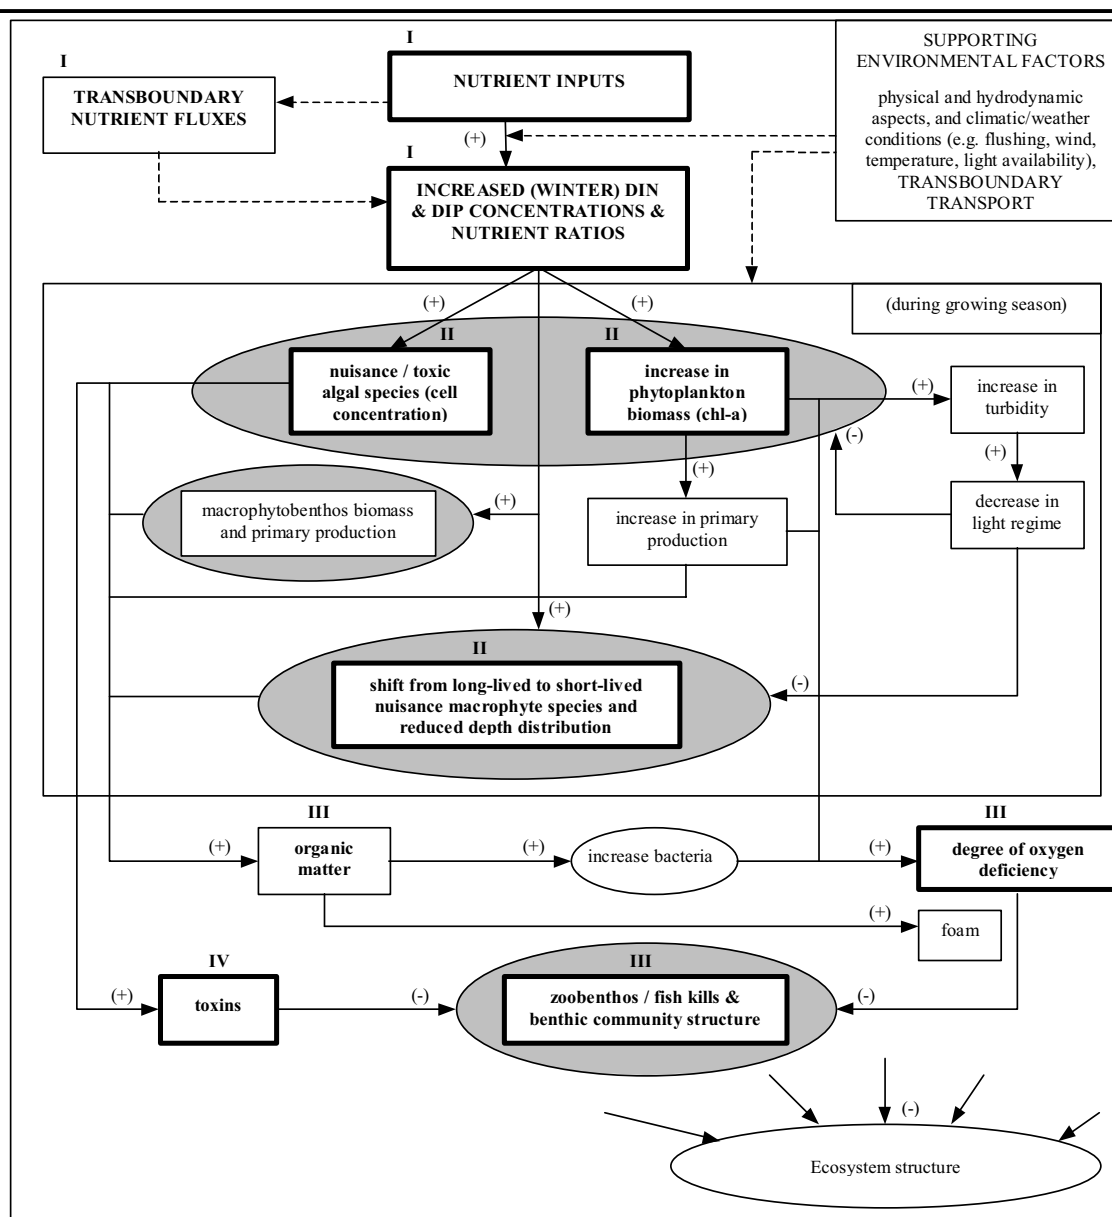 I
NUTRIENT INPUTS
I
TRANSBOUNDARY
NUTRIENT FLUXES
SUPPORTING
ENVIRONMENTAL FACTORS
physical and hydrodynamic
aspects, and climatic/weather
conditions (e.g. flushing, wind,
temperature, light availability),
TRANSBOUNDARY
TRANSPORT
(+)
I
INCREASED (WINTER) DIN
& DIP CONCENTRATIONS &
NUTRIENT RATIOS
(during growing season)
(+)
(+)
II
nuisance / toxic
algal species (cell
concentration)
II
increase in
phytoplankton
biomass (chl-a)
(+)
increase in
turbidity
(-)
(+)
(+)
decrease in
light regime
macrophytobenthos biomass
and primary production
(+)
increase in primary
production
(+)
II
shift from long-lived to short-lived
nuisance macrophyte species and
reduced depth distribution
(-)
III
(+)
organic
matter
(+)
increase bacteria
(+)
III
degree of oxygen
deficiency
(+)
foam
IV
(+)
toxins
(-)
III
zoobenthos / fish kills &
benthic community structure
(-)
(-)
Ecosystem structure